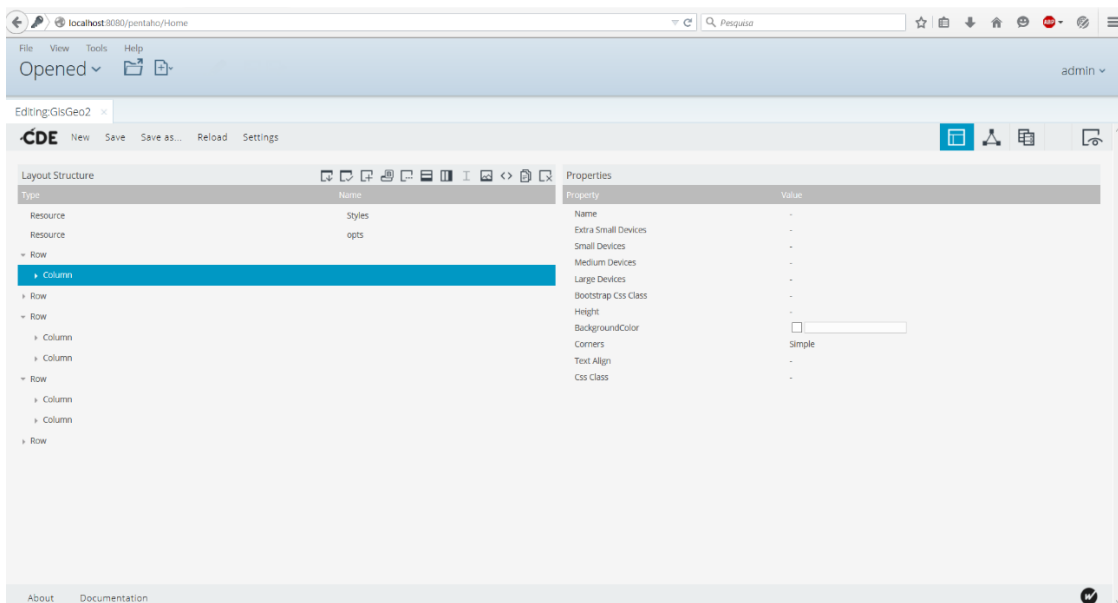 localhost:8080/pentaho/Home
Pesquisa
ABP
File View Tools Help
Opened
admin
Editing:GisGeo2 ×
CDE New Save Save as... Reload Settings
Layout Structure
Properties
Type Name
Property Value
Resource Styles
Resource opts
Row
Column
Row
Row
Column
Column
Row
Column
Column
Row
Name -
Extra Small Devices -
Small Devices -
Medium Devices -
Large Devices -
Bootstrap Css Class -
Height -
BackgroundColor
Corners Simple
Text Align -
Css Class -
About Documentation